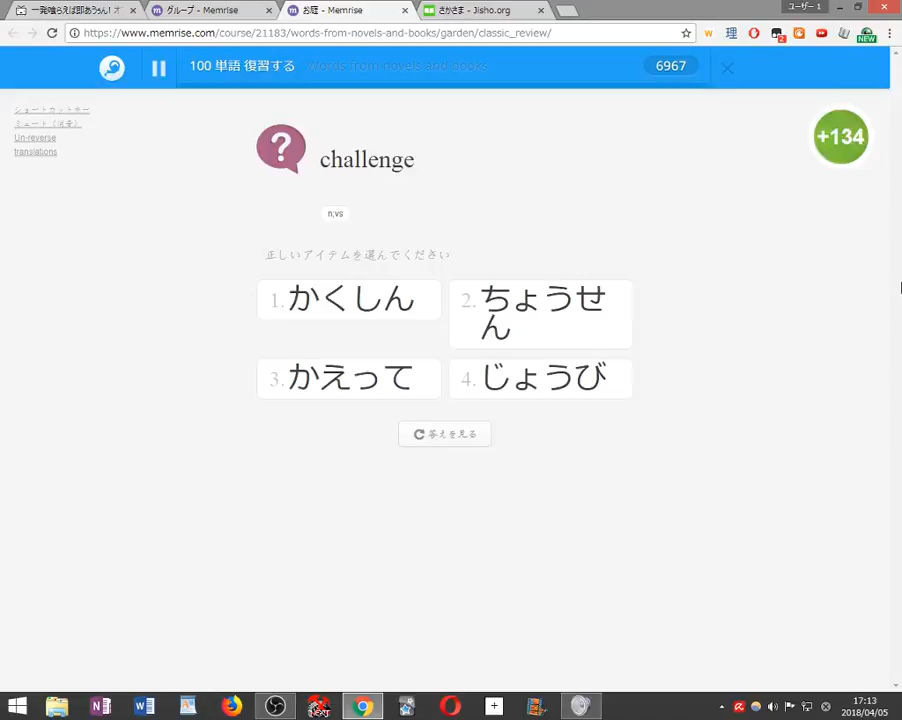 一発喰らえば即あうん! ズ
グループ - Memrise
お庭 - Memrise
さかさま - Jisho.org
ユーザー 1
https://www.memrise.com/course/21183/words-from-novels-and-books/garden/classic_review/
100 単語 復習する
Words from novels and books
6967
ショートカットキー
ミュート (消音)
Un-reverse
translations
+134
?
challenge
n;vs
正しいアイテムを選んでください
1. かくしん
2. ちょうせ
ん
3. かえって
4. じょうび
答えを見る
17:13
2018/04/05